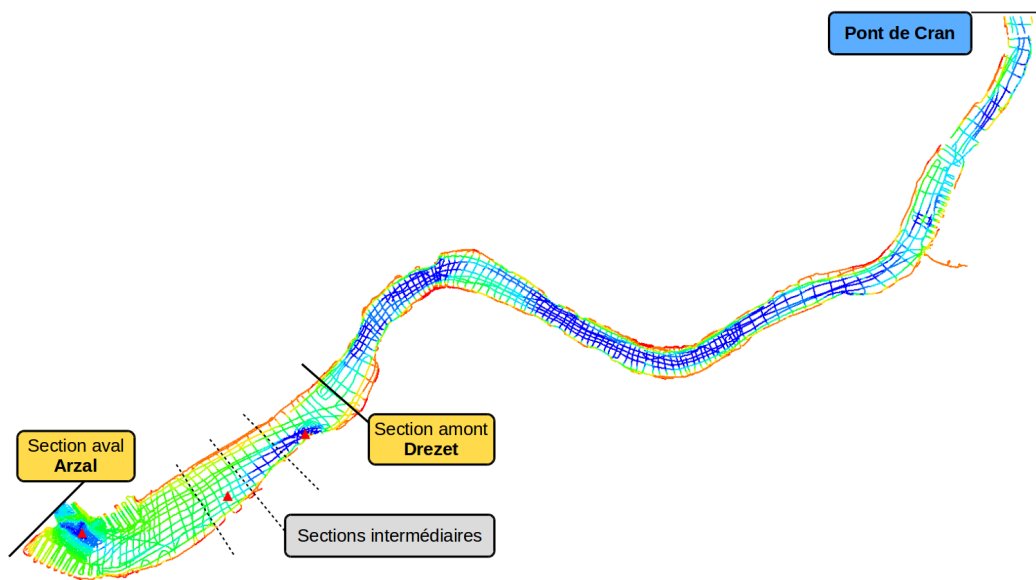 Pont de Cran
Section aval
Arzal
Section amont
Drezet
Sections intermédiaires